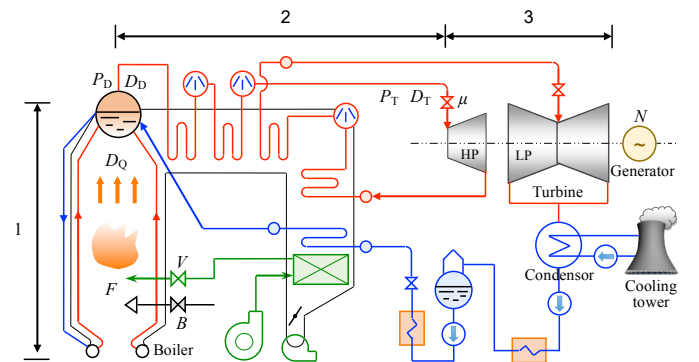 2
3
P_D D_D
P_T D_T μ
N
HP
LP
~
Generator
D_Q
Turbine
1
V
F
Condensor
Cooling
tower
B
Boiler